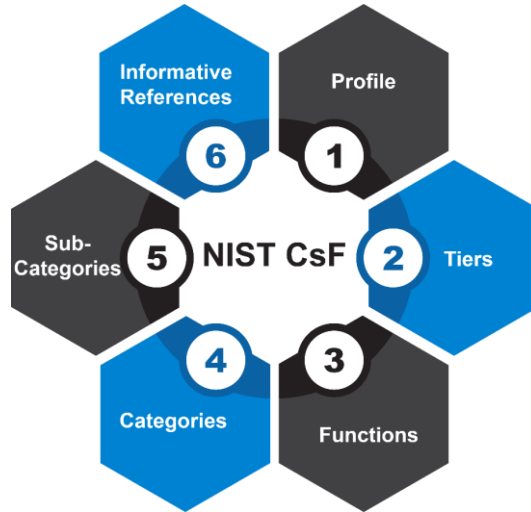 Profile
1
2
Tiers
3
Functions
4
Categories
5
Sub-
Categories
6
Informative
References
NIST CsF